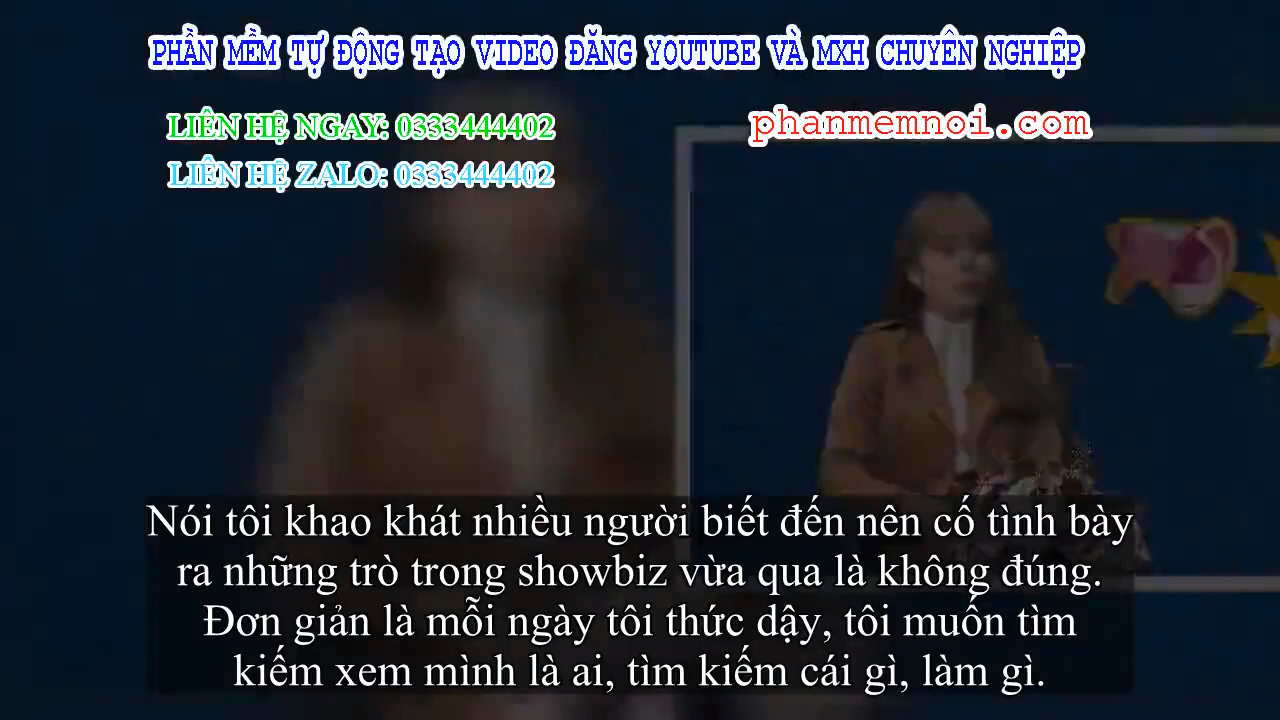 PHẦN MỀM TỰ ĐỘNG TẠO VIDEO ĐĂNG YOUTUBE VÀ MXH CHUYÊN NGHIỆP
LIÊN HỆ NGAY: 0333444402
phanmemnoi.com
LIÊN HỆ ZALO: 0333444402
Nói tôi khao khát nhiều người biết đến nên cố tình bày
ra những trò trong showbiz vừa qua là không đúng.
Đơn giản là mỗi ngày tôi thức dậy, tôi muốn tìm
kiếm xem mình là ai, tìm kiếm cái gì, làm gì.